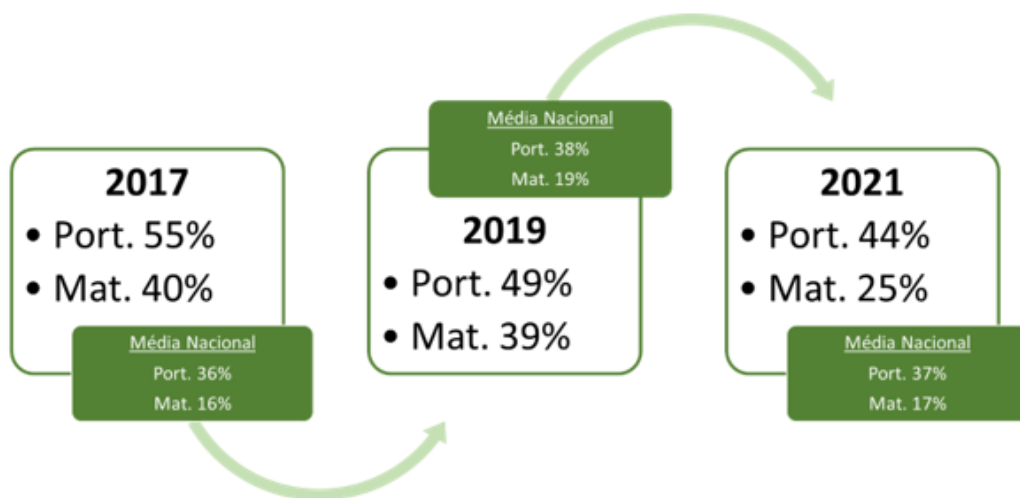 2017
• Port. 55%
• Mat. 40%
Média Nacional
Port. 36%
Mat. 16%
Média Nacional
Port. 38%
Mat. 19%
2019
• Port. 49%
• Mat. 39%
2021
• Port. 44%
• Mat. 25%
Média Nacional
Port. 37%
Mat. 17%